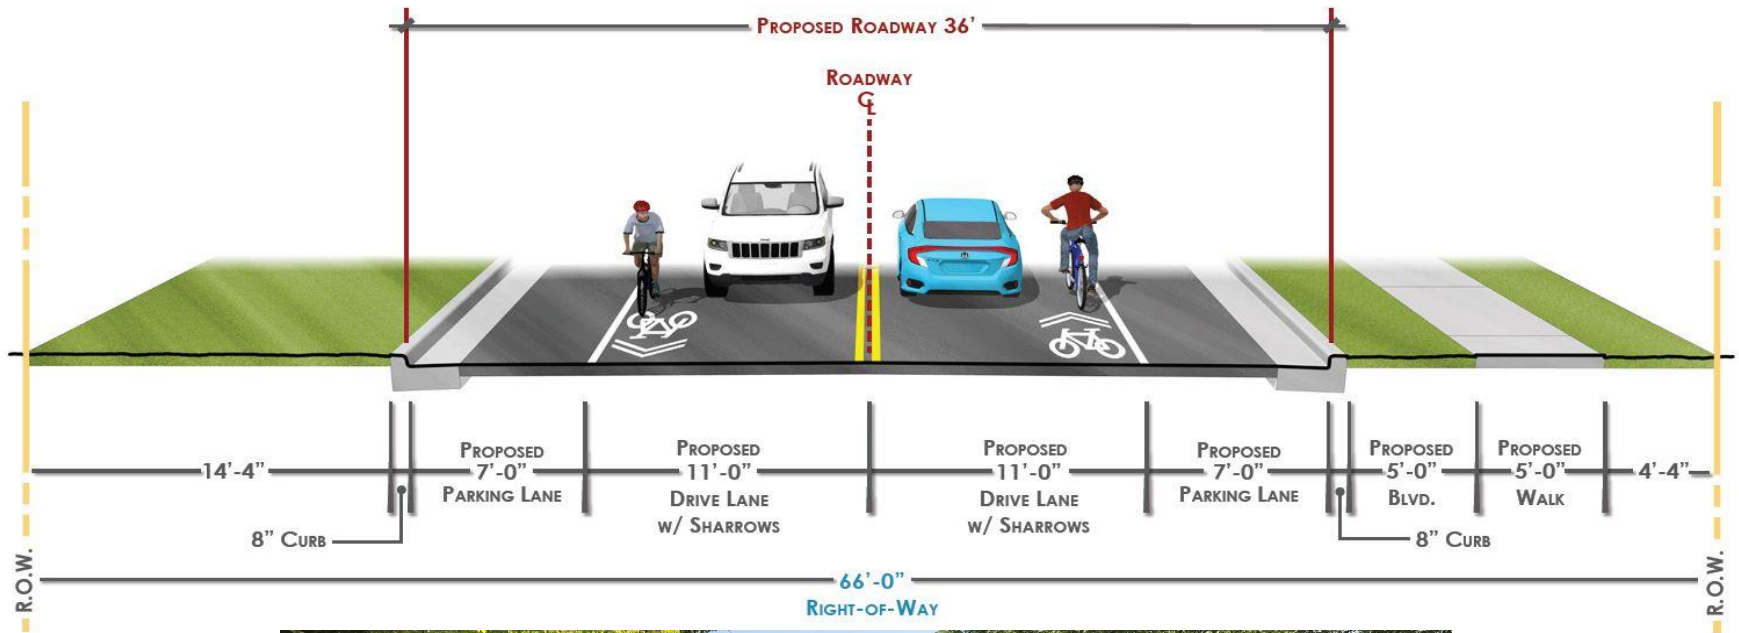 PROPOSED ROADWAY 36'
ROADWAY
CL
14'-4"
PROPOSED
7'-0"
PARKING LANE
PROPOSED
11'-0"
DRIVE LANE
W/ SHARROWS
PROPOSED
11'-0"
DRIVE LANE
W/ SHARROWS
PROPOSED
7'-0"
PARKING LANE
PROPOSED
5'-0"
BLVD.
PROPOSED
5'-0"
WALK
4'-4"
8" CURB
8" CURB
R.O.W.
66'-0"
RIGHT-OF-WAY
R.O.W.